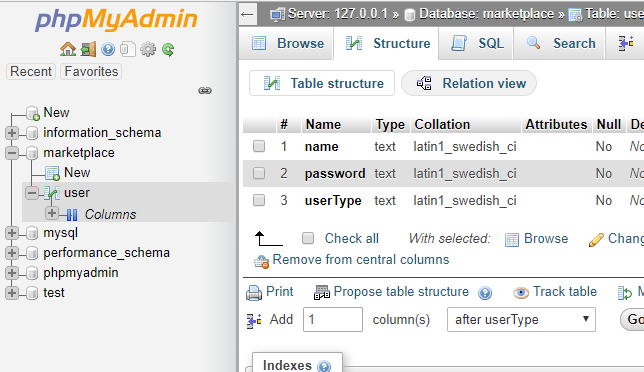 phpMyAdmin
Recent Favorites
New
information_schema
marketplace
New
user
Columns
mysql
performance_schema
phpmyadmin
test
Server: 127.0.0.1 » Database: marketplace » Table: use
Browse Structure SQL Search
Table structure Relation view
# Name Type Collation Attributes Null De
1 name text latin1_swedish_ci No No
2 password text latin1_swedish_ci No No
3 userType text latin1_swedish_ci No No
Check all With selected: Browse Chang
Remove from central columns
Print Propose table structure Track table M
Add 1 column(s) after userType Go
Indexes